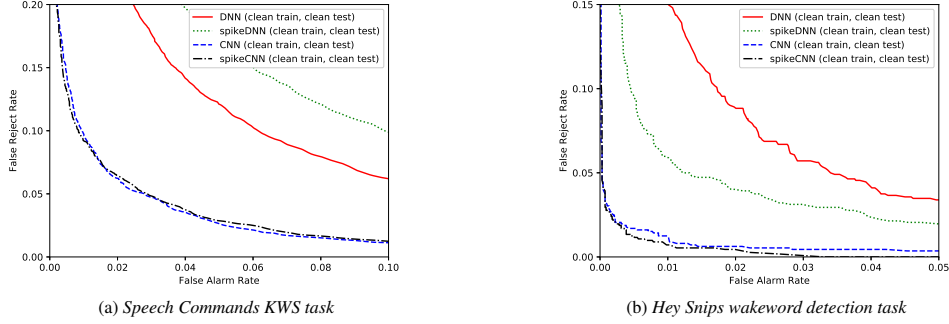 0.20
0.15
0.10
0.05
0.00
False Reject Rate
0.00
0.02
0.04
0.06
0.08
0.10
False Alarm Rate
DNN (clean train, clean test)
spikeDNN (clean train, clean test)
CNN (clean train, clean test)
spikeCNN (clean train, clean test)
(a) Speech Commands KWS task
0.15
0.10
0.05
0.00
False Reject Rate
0.00
0.01
0.02
0.03
0.04
0.05
False Alarm Rate
DNN (clean train, clean test)
spikeDNN (clean train, clean test)
CNN (clean train, clean test)
spikeCNN (clean train, clean test)
(b) Hey Snips wakeword detection task